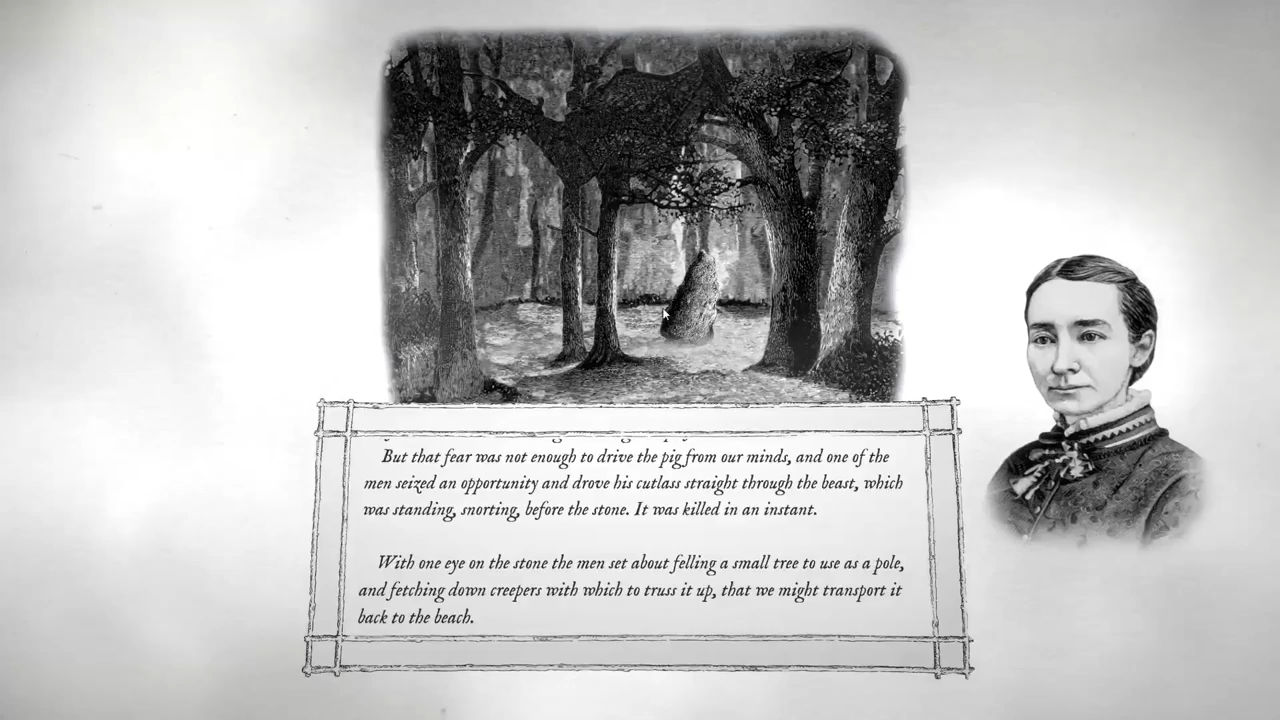 But that fear was not enough to drive the pig from our minds, and one of the
men seized an opportunity and drove his cutlass straight through the beast, which
was standing, snorting, before the stone. It was killed in an instant.
With one eye on the stone the men set about felling a small tree to use as a pole,
and fetching down creepers with which to truss it up, that we might transport it
back to the beach.